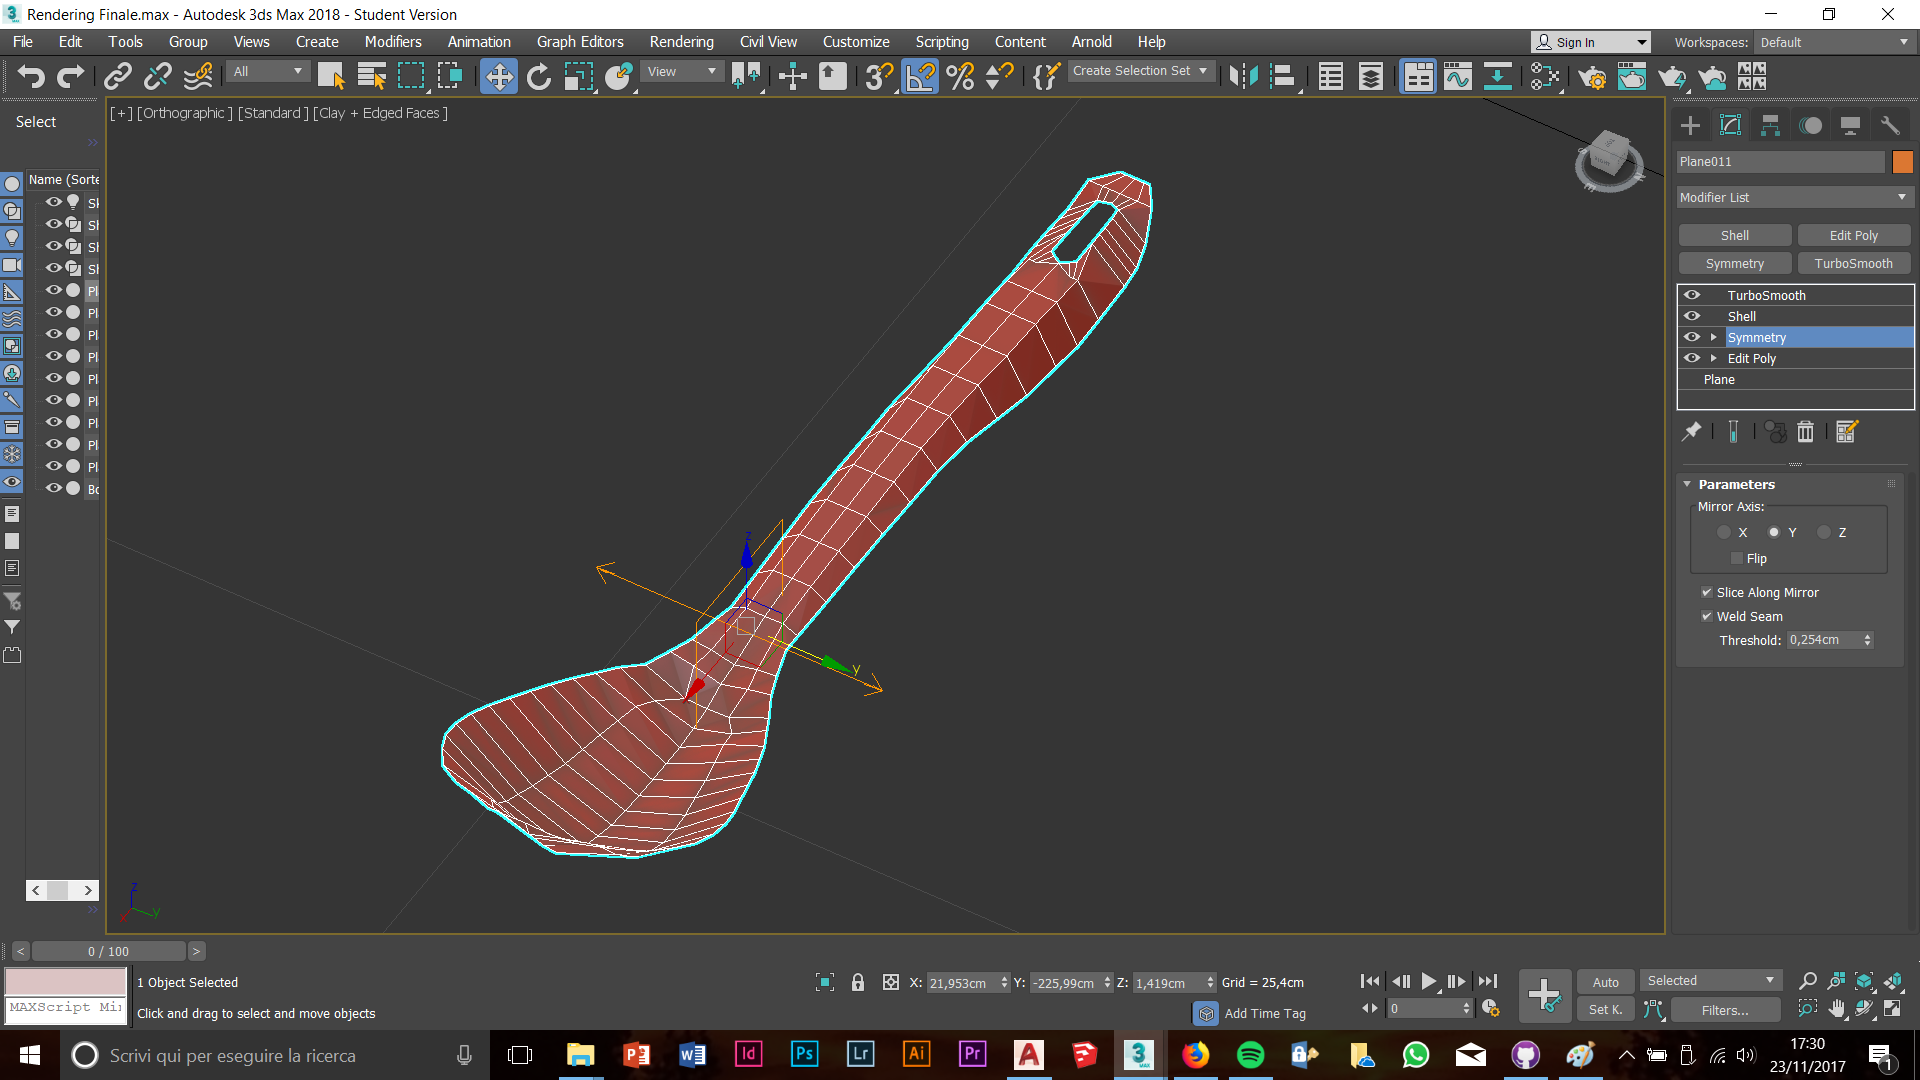 Rendering Finale.max - Autodesk 3ds Max 2018 - Student Version
File Edit Tools Group Views Create Modifiers Animation Graph Editors Rendering Civil View Customize Scripting Content Arnold Help
Sign In Workspaces: Default
All View Create Selection Set
[+] [Orthographic ] [Standard ] [Clay + Edged Faces ]
Select
Name (Sorte
Sk
Sh
Sh
Sh
Pl
Pl
Pl
Pl
Pl
Pl
Pl
Pl
Pl
Bo
Plane011
Modifier List
Shell Edit Poly
Symmetry TurboSmooth
TurboSmooth
Shell
Symmetry
Edit Poly
Plane
Parameters
Mirror Axis:
X Y Z
Flip
Slice Along Mirror
Weld Seam
Threshold: 0,254cm
z
y
z
y
< 0 / 100 >
1 Object Selected
X: 21,953cm Y: -225,99cm Z: 1,419cm Grid = 25,4cm
Auto Selected
MAXScript Mi
Click and drag to select and move objects
Add Time Tag
0
Set K. Filters...
Scrivi qui per eseguire la ricerca
17:30
23/11/2017
1